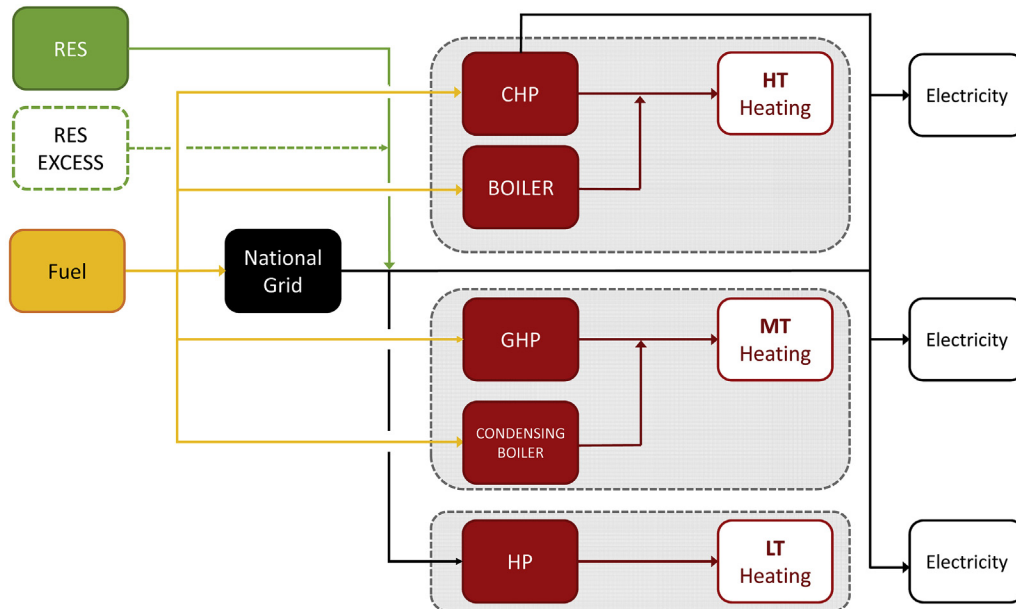 RES
RES
EXCESS
Fuel
National
Grid
CHP
BOILER
HT
Heating
Electricity
GHP
CONDENSING
BOILER
MT
Heating
Electricity
HP
LT
Heating
Electricity